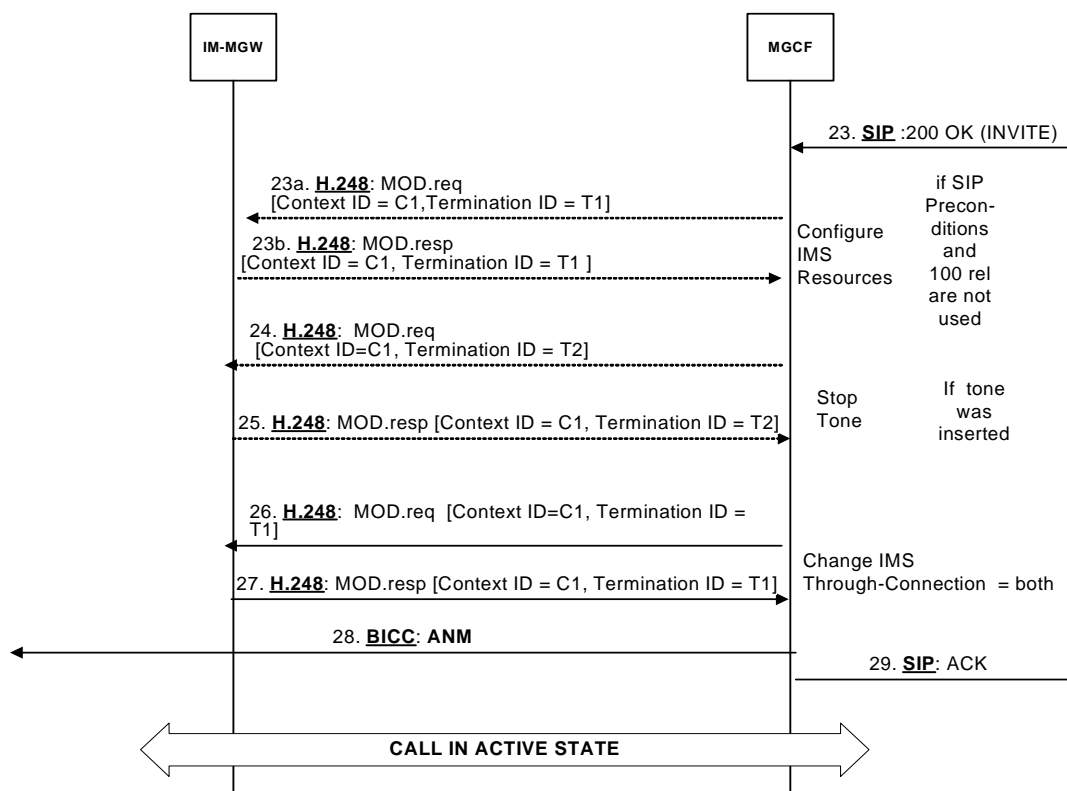 IM-MGW
MGCF
23. SIP :200 OK (INVITE)
23a. H.248: MOD.req
[Context ID = C1,Termination ID = T1]
23b. H.248: MOD.resp
[Context ID = C1, Termination ID = T1 ]
Configure
IMS
Resources
if SIP
Precon-
ditions
and
100 rel
are not
used
24. H.248: MOD.req
[Context ID=C1, Termination ID = T2]
25. H.248: MOD.resp [Context ID = C1, Termination ID = T2]
Stop
Tone
If tone
was
inserted
26. H.248: MOD.req [Context ID=C1, Termination ID =
T1]
27. H.248: MOD.resp [Context ID = C1, Termination ID = T1]
Change IMS
Through-Connection = both
28. BICC: ANM
29. SIP: ACK
CALL IN ACTIVE STATE